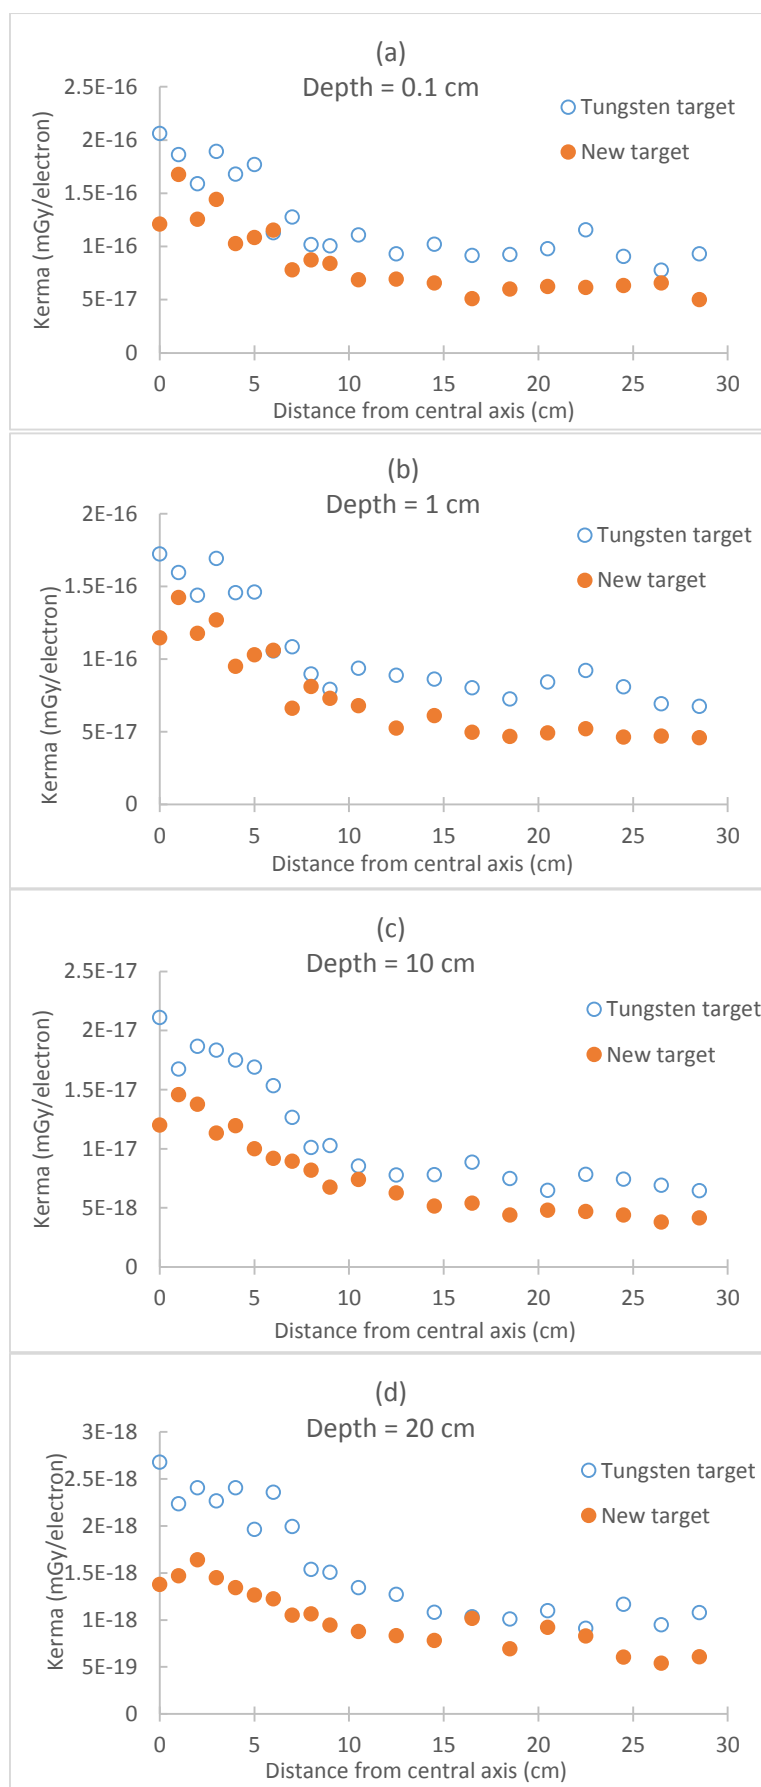 (a)
Depth = 0.1 cm
2.5E-16
2E-16
1.5E-16
1E-16
5E-17
0
Kerma (mGy/electron)
Tungsten target
New target
0 5 10 15 20 25 30
Distance from central axis (cm)
(b)
Depth = 1 cm
2E-16
1.5E-16
1E-16
5E-17
0
Kerma (mGy/electron)
Tungsten target
New target
0 5 10 15 20 25 30
Distance from central axis (cm)
(c)
Depth = 10 cm
2.5E-17
2E-17
1.5E-17
1E-17
5E-18
0
Kerma (mGy/electron)
Tungsten target
New target
0 5 10 15 20 25 30
Distance from central axis (cm)
(d)
Depth = 20 cm
3E-18
2.5E-18
2E-18
1.5E-18
1E-18
5E-19
0
Kerma (mGy/electron)
Tungsten target
New target
0 5 10 15 20 25 30
Distance from central axis (cm)